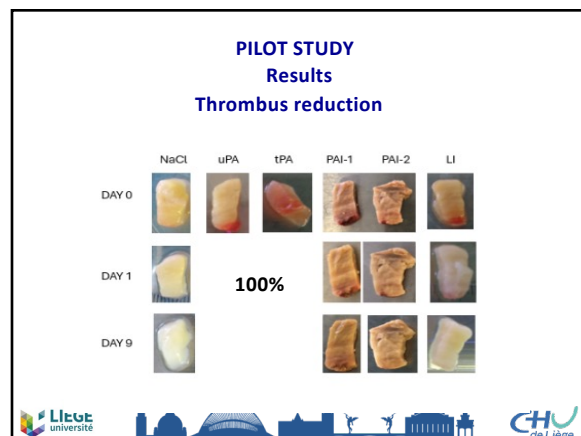 PILOT STUDY
Results
Thrombus reduction
NaCl uPA tPA PAI-1 PAI-2 LI
DAY 0
DAY 1
100%
DAY 9
LIEGE
université
CHU
de Liège